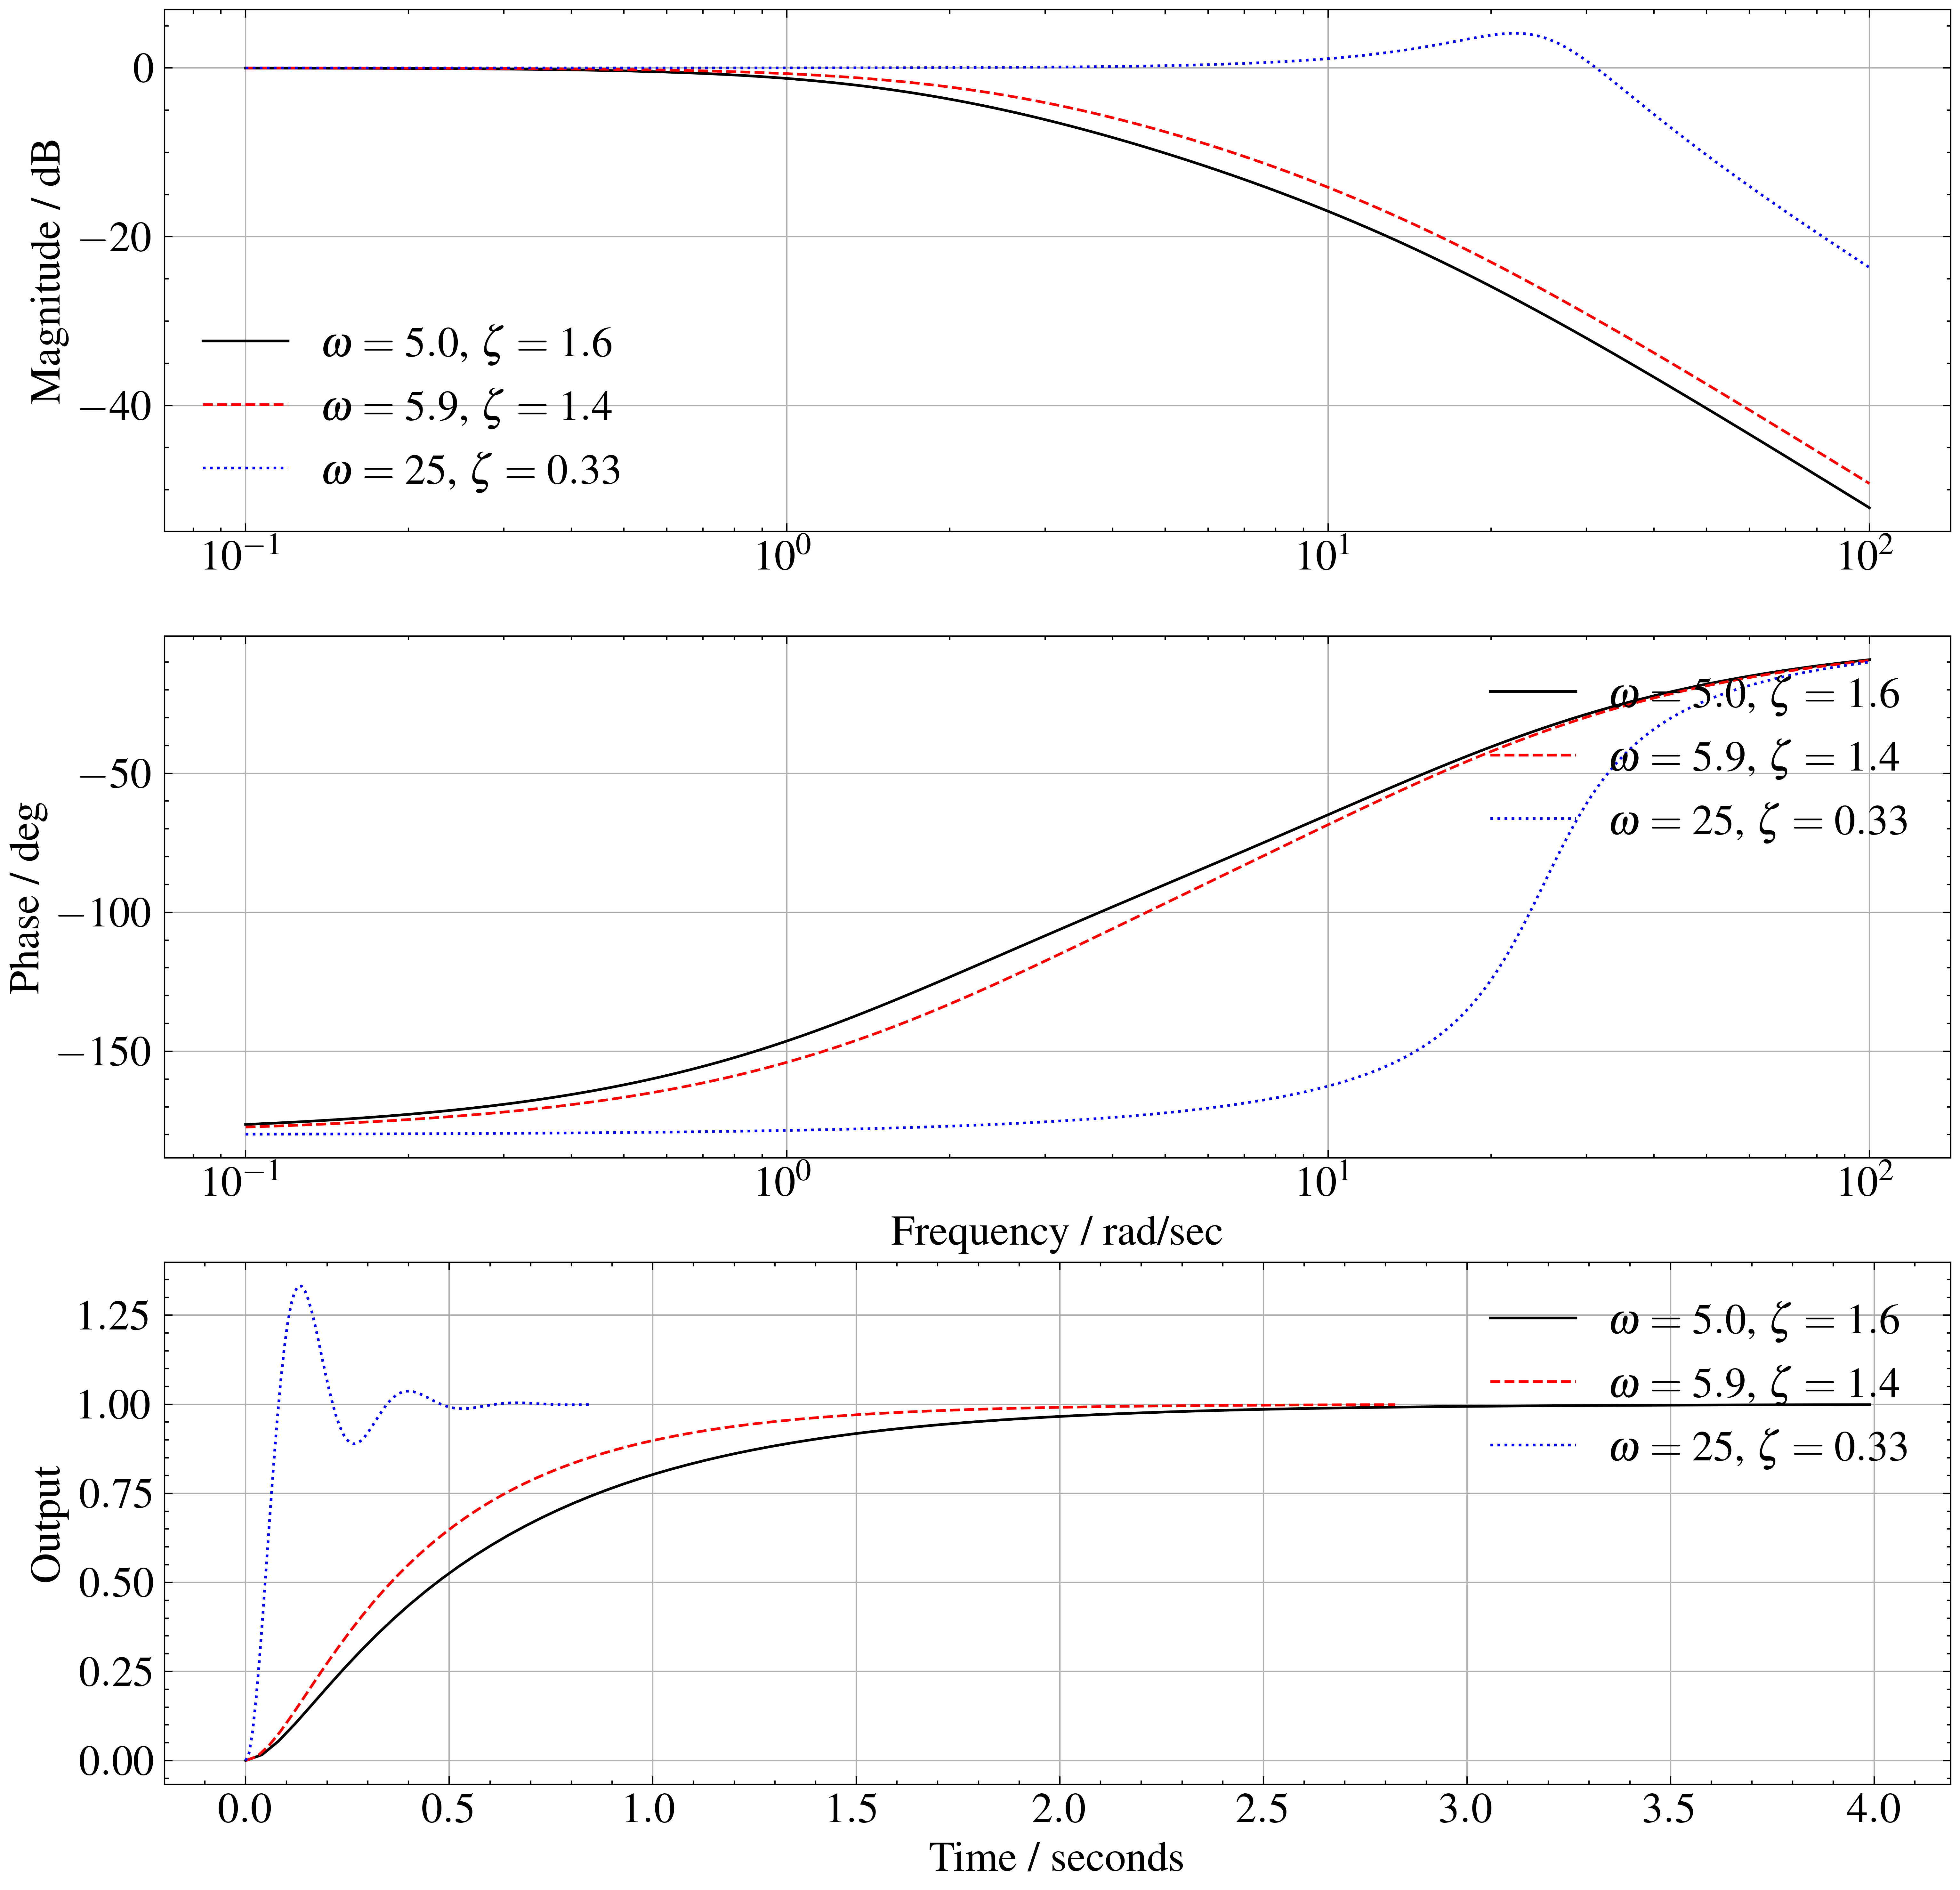 Magnitude / dB
0
−20
−40
ω = 5.0, ζ = 1.6
ω = 5.9, ζ = 1.4
ω = 25, ζ = 0.33
10⁻¹ 10⁰ 10¹ 10²
Phase / deg
−50
−100
−150
ω = 5.0, ζ = 1.6
ω = 5.9, ζ = 1.4
ω = 25, ζ = 0.33
10⁻¹ 10⁰ 10¹ 10²
Frequency / rad/sec
Output
1.25
1.00
0.75
0.50
0.25
0.00
ω = 5.0, ζ = 1.6
ω = 5.9, ζ = 1.4
ω = 25, ζ = 0.33
0.0 0.5 1.0 1.5 2.0 2.5 3.0 3.5 4.0
Time / seconds